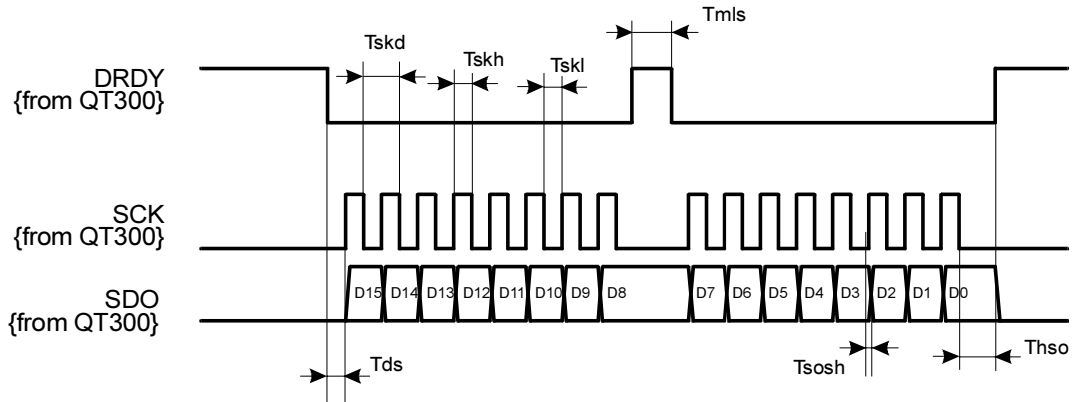 Tmls
Tskd
Tskh
Tskl
DRDY
{from QT300}
SCK
{from QT300}
D15 D14 D13 D12 D11 D10 D9 D8 D7 D6 D5 D4 D3 D2 D1 D0
SDO
{from QT300}
Tds
Tsosh
Thso